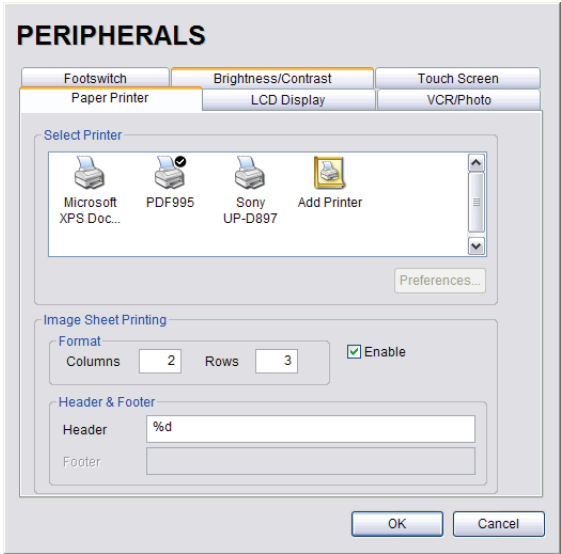 PERIPHERALS
Footswitch Brightness/Contrast Touch Screen
Paper Printer LCD Display VCR/Photo
Select Printer
Microsoft XPS Doc... PDF995 Sony UP-D897 Add Printer
Preferences...
Image Sheet Printing
Format
Columns 2 Rows 3 Enable
Header & Footer
Header %d
Footer
OK Cancel